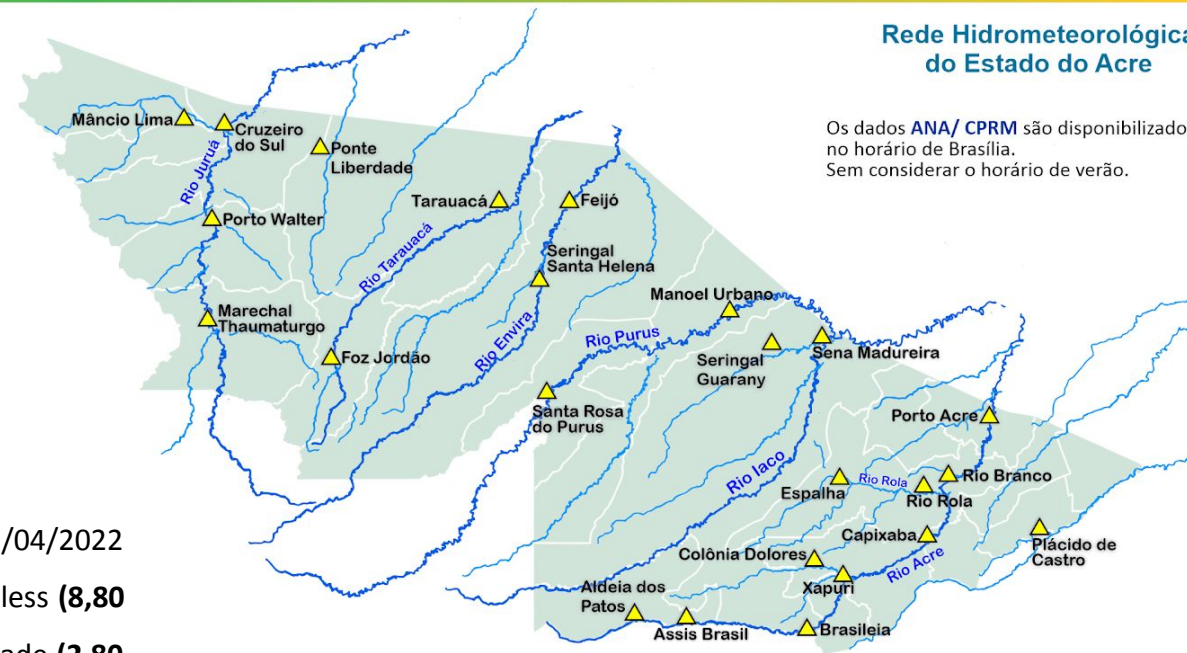 Rede Hidrometeorológica
do Estado do Acre
Os dados ANA/ CPRM são disponibilizado
no horário de Brasília.
Sem considerar o horário de verão.
Mâncio Lima
Cruzeiro
do Sul
Ponte
Liberdade
Rio Juruá
Tarauacá
Feijó
Porto Walter
Rio Tarauacá
Seringal
Santa Helena
Manoel Urbano
Marechal
Thaumaturgo
Rio Envira
Rio Purus
Foz Jordão
Seringal
Guarany
Sena Madureira
Santa Rosa
do Purus
Porto Acre
Rio Iaco
Espalha
Rio Rola
Rio Branco
Rio Rola
Capixaba
Plácido de
Castro
Colônia Dolores
Rio Acre
Xapuri
Aldeia dos
Patos
Assis Brasil
Brasileia
/04/2022
less (8,80
ade (2,80